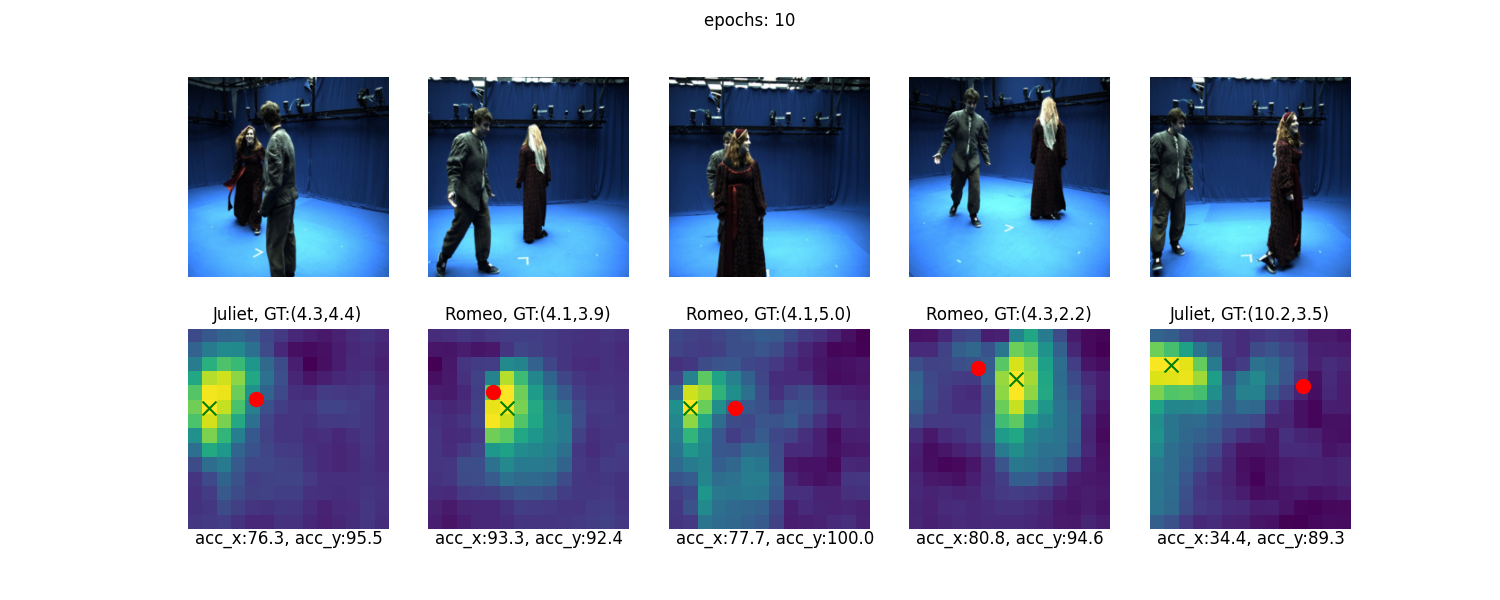 epochs: 10
Juliet, GT:(4.3,4.4)
Romeo, GT:(4.1,3.9)
Romeo, GT:(4.1,5.0)
Romeo, GT:(4.3,2.2)
Juliet, GT:(10.2,3.5)
acc_x:76.3, acc_y:95.5
acc_x:93.3, acc_y:92.4
acc_x:77.7, acc_y:100.0
acc_x:80.8, acc_y:94.6
acc_x:34.4, acc_y:89.3